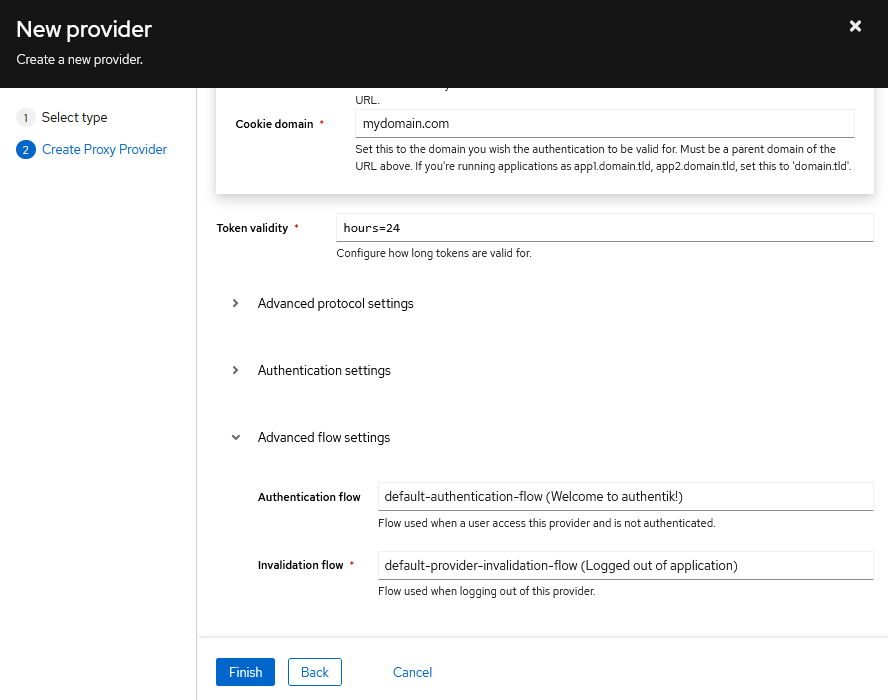 New provider
Create a new provider.
1 Select type
2 Create Proxy Provider
URL.
Cookie domain *
mydomain.com
Set this to the domain you wish the authentication to be valid for. Must be a parent domain of the
URL above. If you're running applications as app1.domain.tld, app2.domain.tld, set this to 'domain.tld'.
Token validity *
hours=24
Configure how long tokens are valid for.
Advanced protocol settings
Authentication settings
Advanced flow settings
Authentication flow
default-authentication-flow (Welcome to authentik!)
Flow used when a user access this provider and is not authenticated.
Invalidation flow *
default-provider-invalidation-flow (Logged out of application)
Flow used when logging out of this provider.
Finish
Back
Cancel